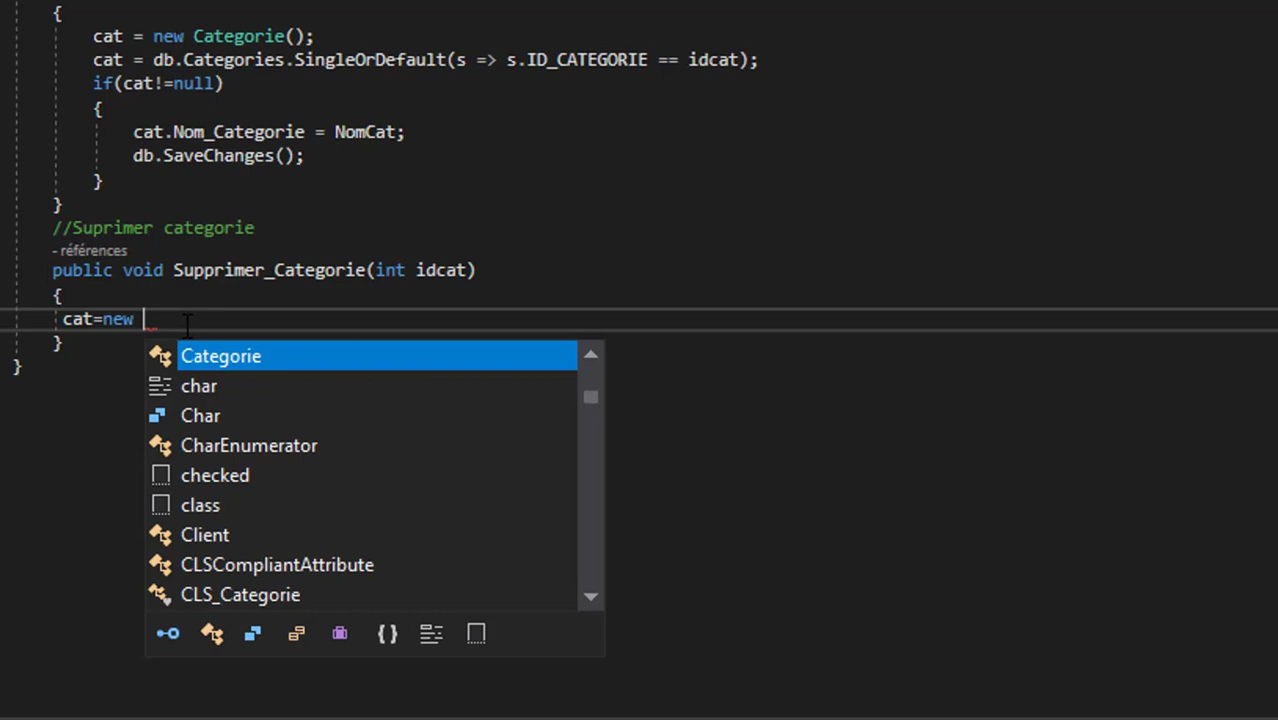 {
cat = new Categorie();
cat = db.Categories.SingleOrDefault(s => s.ID_CATEGORIE == idcat);
if(cat!=null)
{
cat.Nom_Categorie = NomCat;
db.SaveChanges();
}
}
//Suprimer categorie
- références
public void Supprimer_Categorie(int idcat)
{
cat=new
}
}
Categorie
char
Char
CharEnumerator
checked
class
Client
CLSCompliantAttribute
CLS_Categorie
{ }